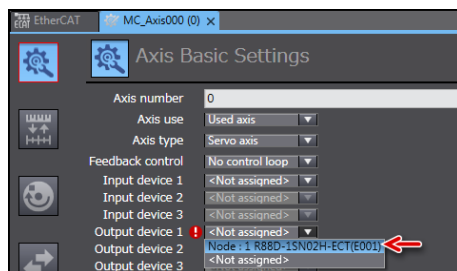 EtherCAT
MC_Axis000 (0)
Axis Basic Settings
Axis number 0
Axis use Used axis
Axis type Servo axis
Feedback control No control loop
Input device 1 <Not assigned>
Input device 2 <Not assigned>
Input device 3 <Not assigned>
Output device 1 <Not assigned>
Output device 2 Node : 1 R88D-1SN02H-ECT(E001)
Output device 3 <Not assigned>